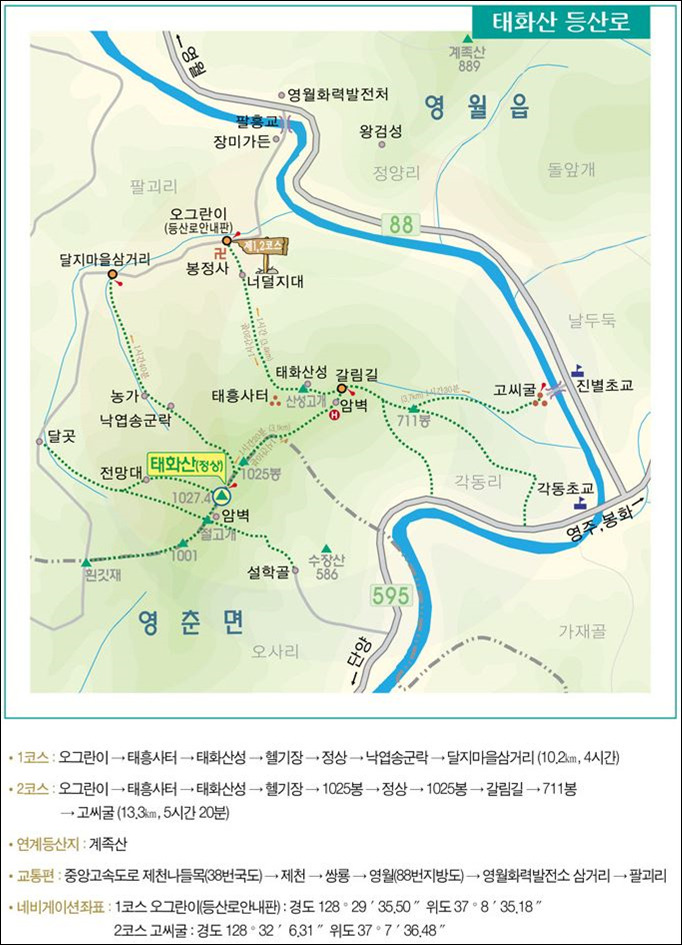 태화산 등산로
계족산
889
←영월
영월화력발전처
영 월 읍
팔흥교
장미가든
왕검성
정양리
돌앞개
팔괴리
오그란이
(등산로안내판)
88
제1,2코스
달지마을삼거리
봉정사
너덜지대
날두둑
1시간40분
태화산성
갈림길
진별초교
고씨굴
태흥사터
산성고개
암벽
(3.7km) 1시간30분
농가
H
711봉
낙엽송군락
달곳
태화산(정상)
1025봉
전망대
각동리
각동초교
1027.4
암벽
절고개
영주,봉화→
1001
수장산
586
흰깃재
설학골
595
영 춘 면
오사리
가재골
←단양
• 1코스 : 오그란이 → 태흥사터 → 태화산성 → 헬기장 → 정상 → 낙엽송군락 → 달지마을삼거리 (10.2㎞, 4시간)
• 2코스 : 오그란이 → 태흥사터 → 태화산성 → 헬기장 → 1025봉 → 정상 → 1025봉 → 갈림길 → 711봉
→ 고씨굴 (13.3㎞, 5시간 20분)
• 연계등산지 : 계족산
• 교통편 : 중앙고속도로 제천나들목(38번국도) → 제천 → 쌍룡 → 영월(88번지방도) → 영월화력발전소 삼거리 → 팔괴리
• 네비게이션좌표 : 1코스 오그란이(등산로안내판) : 경도 128 ° 29 ′ 35.50 ″ 위도 37 ° 8 ′ 35.18 ″
2코스 고씨굴 : 경도 128 ° 32 ′ 6.31 ″ 위도 37 ° 7 ′ 36.48 ″